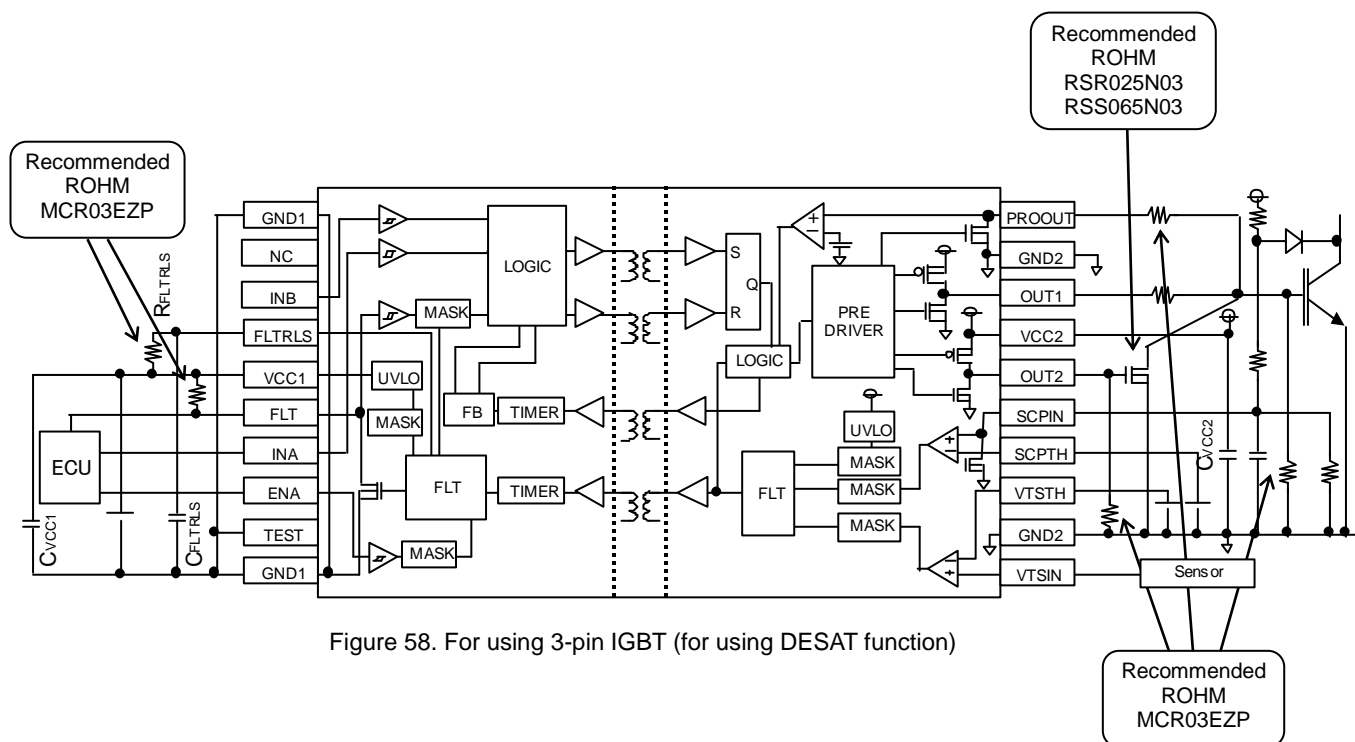 Recommended
ROHM
RSR025N03
RSS065N03
Recommended
ROHM
MCR03EZP
RFLTRLS
CVCC1
CFLTRLS
ECU
GND1
NC
INB
FLTRLS
VCC1
FLT
INA
ENA
TEST
GND1
LOGIC
MASK
UVLO
MASK
FB
TIMER
FLT
TIMER
MASK
S
Q
R
LOGIC
PRE
DRIVER
+
−
UVLO
MASK
MASK
MASK
FLT
−
+
−
+
PROOUT
GND2
OUT1
VCC2
OUT2
SCPIN
SCPTH
VTSTH
GND2
VTSIN
CVCC2
Sensor
Recommended
ROHM
MCR03EZP
Figure 58. For using 3-pin IGBT (for using DESAT function)